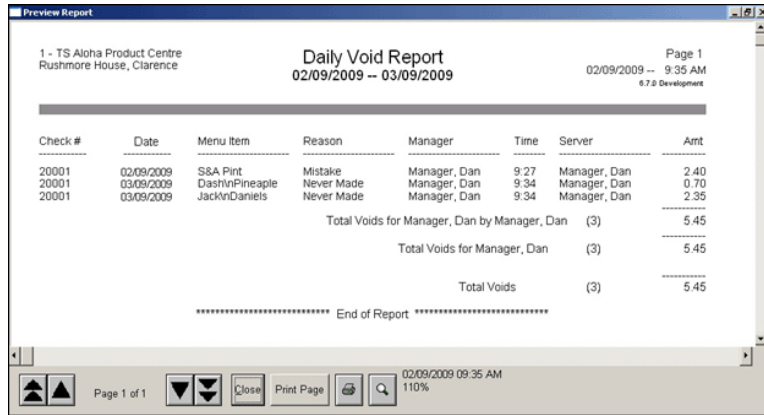 Preview Report
1 - TS Aloha Product Centre
Rushmore House, Clarence
Daily Void Report
02/09/2009 -- 03/09/2009
Page 1
02/09/2009 -- 9:35 AM
6.7.0 Development
Check # Date Menu Item Reason Manager Time Server Amt
20001 02/09/2009 S&A Pint Mistake Manager, Dan 9:27 Manager, Dan 2.40
20001 03/09/2009 Dash\nPineaple Never Made Manager, Dan 9:34 Manager, Dan 0.70
20001 03/09/2009 Jack\nDaniels Never Made Manager, Dan 9:34 Manager, Dan 2.35
Total Voids for Manager, Dan by Manager, Dan (3) 5.45
Total Voids for Manager, Dan (3) 5.45
Total Voids (3) 5.45
**************************** End of Report ****************************
Page 1 of 1
Close
Print Page
02/09/2009 09:35 AM
110%